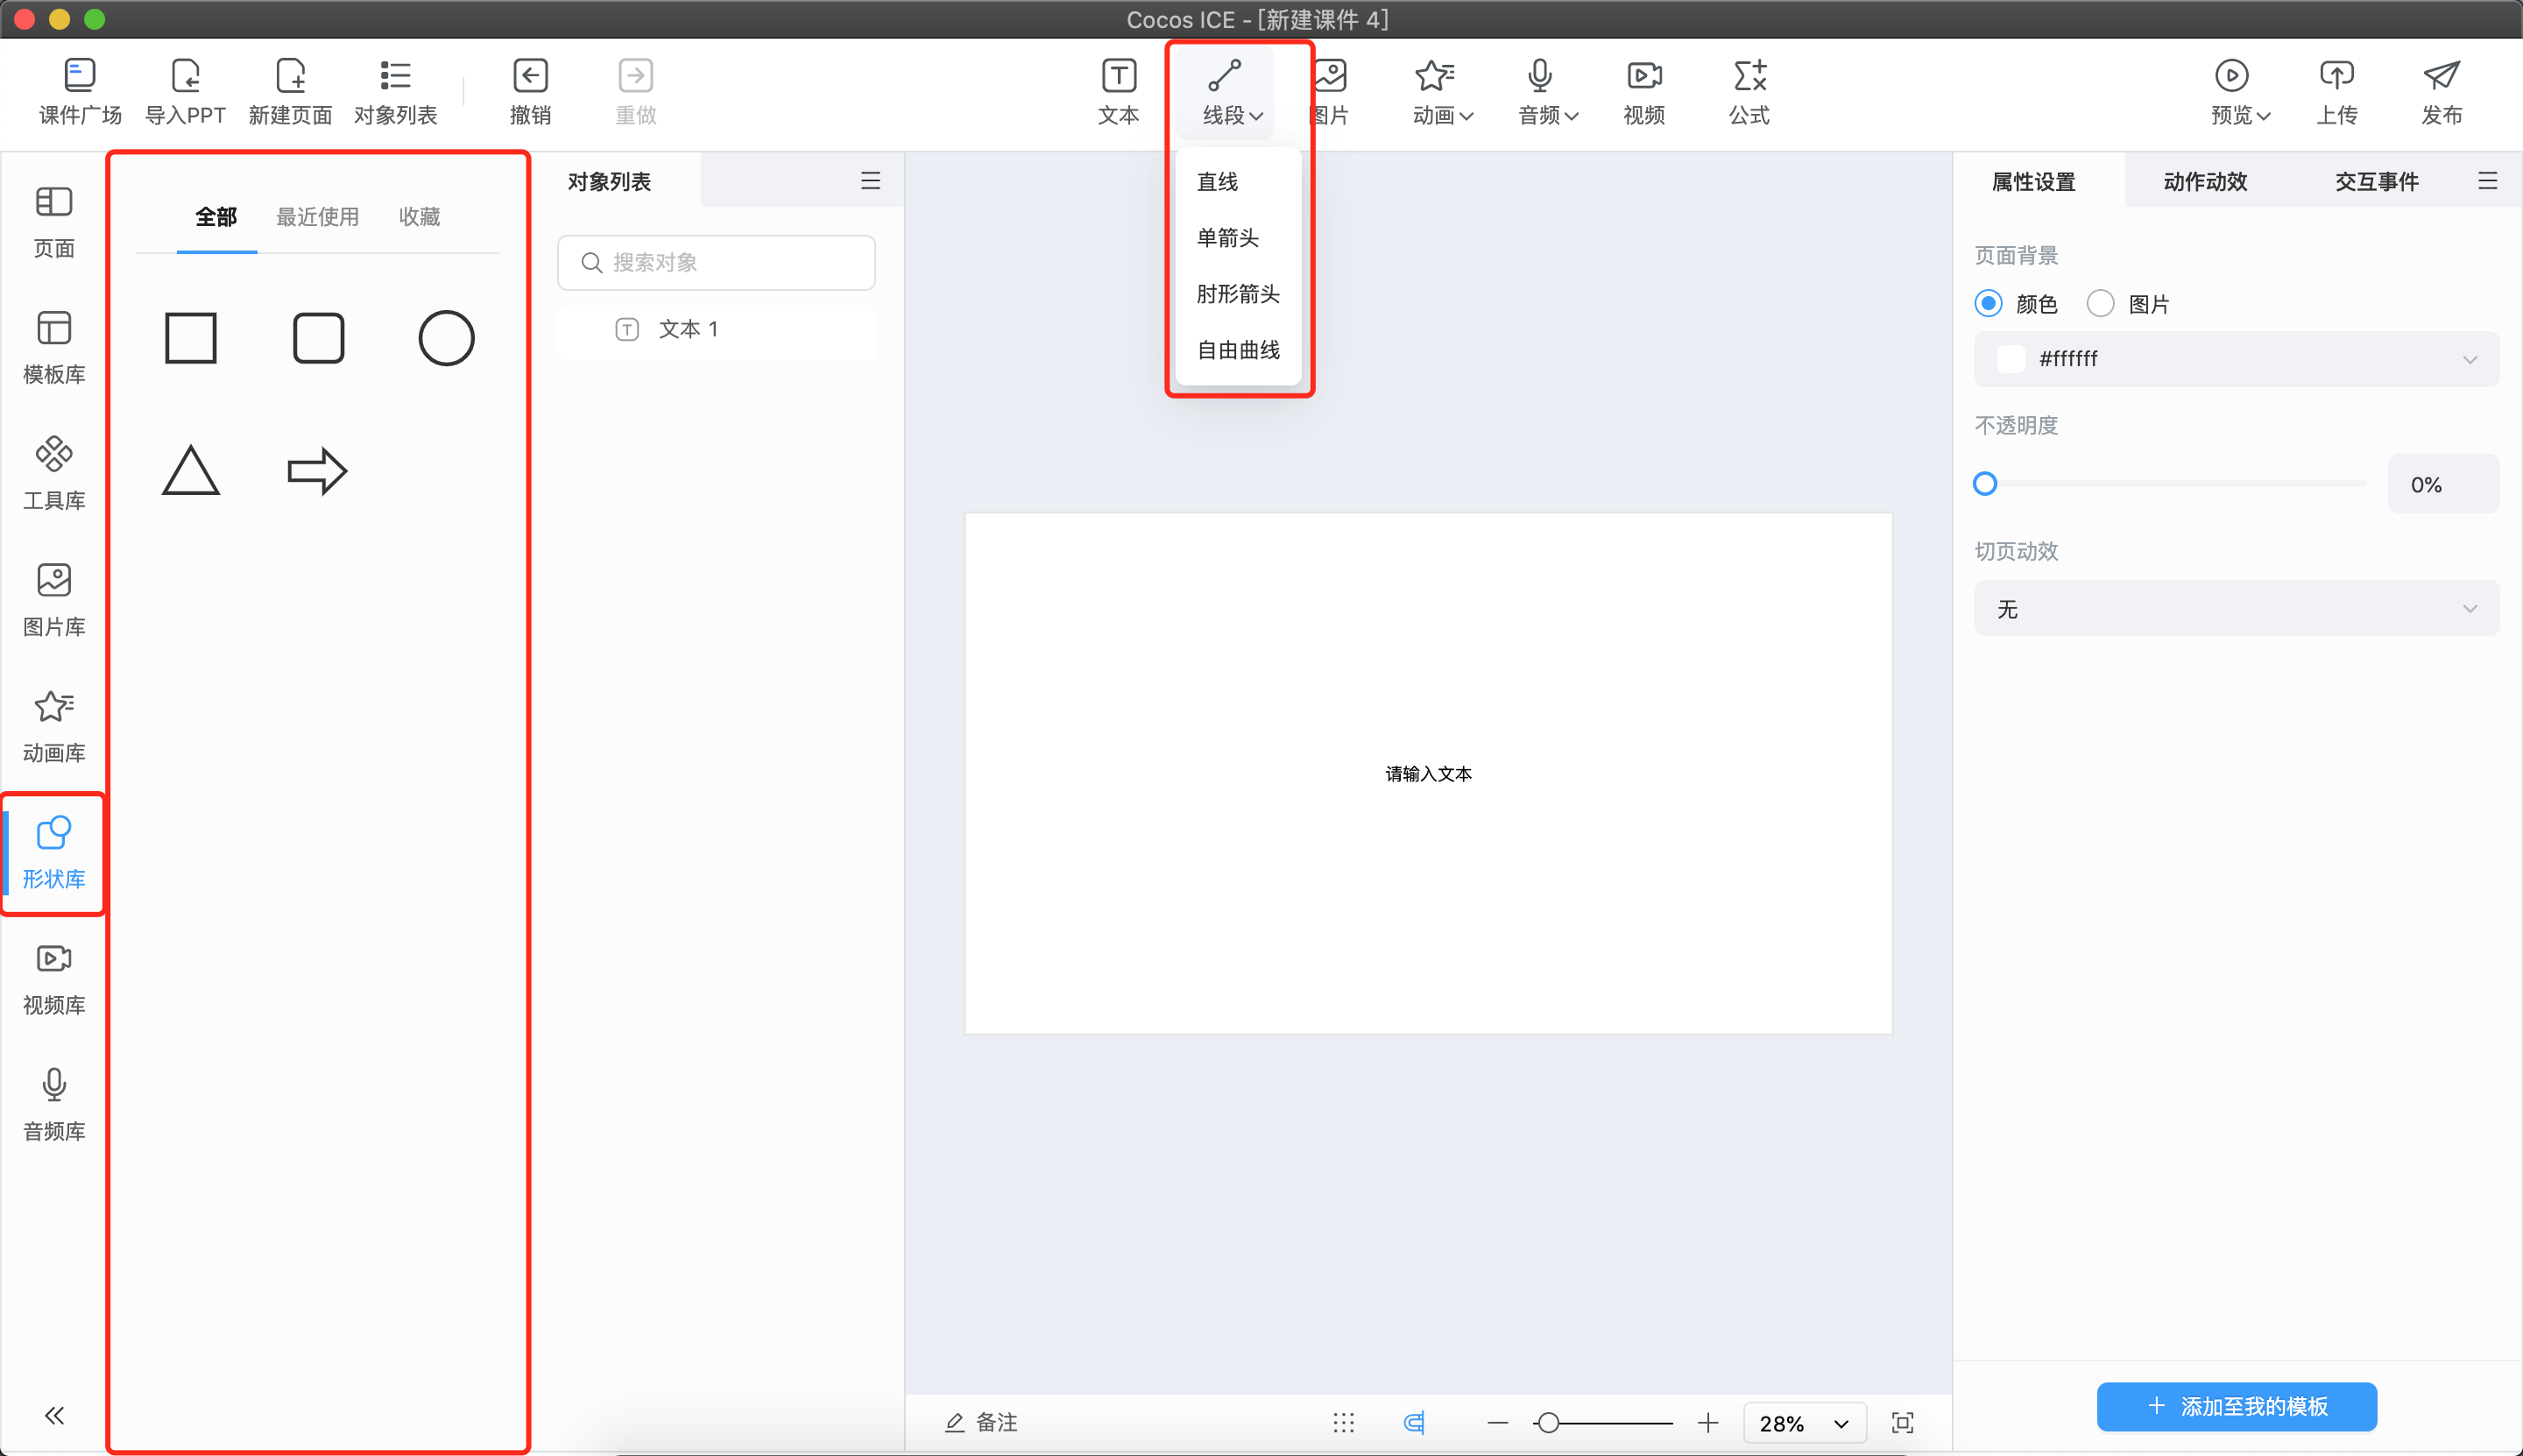 Cocos ICE - [新建课件 4]
课件广场 导入PPT 新建页面 对象列表 撤销 重做 文本 线段 图片 动画 音频 视频 公式 预览 上传 发布
页面
模板库
工具库
图片库
动画库
形状库
视频库
音频库
全部 最近使用 收藏
对象列表
搜索对象
文本 1
直线
单箭头
肘形箭头
自由曲线
请输入文本
备注
28%
属性设置 动作动效 交互事件
页面背景
颜色 图片
#ffffff
不透明度
0%
切页动效
无
添加至我的模板